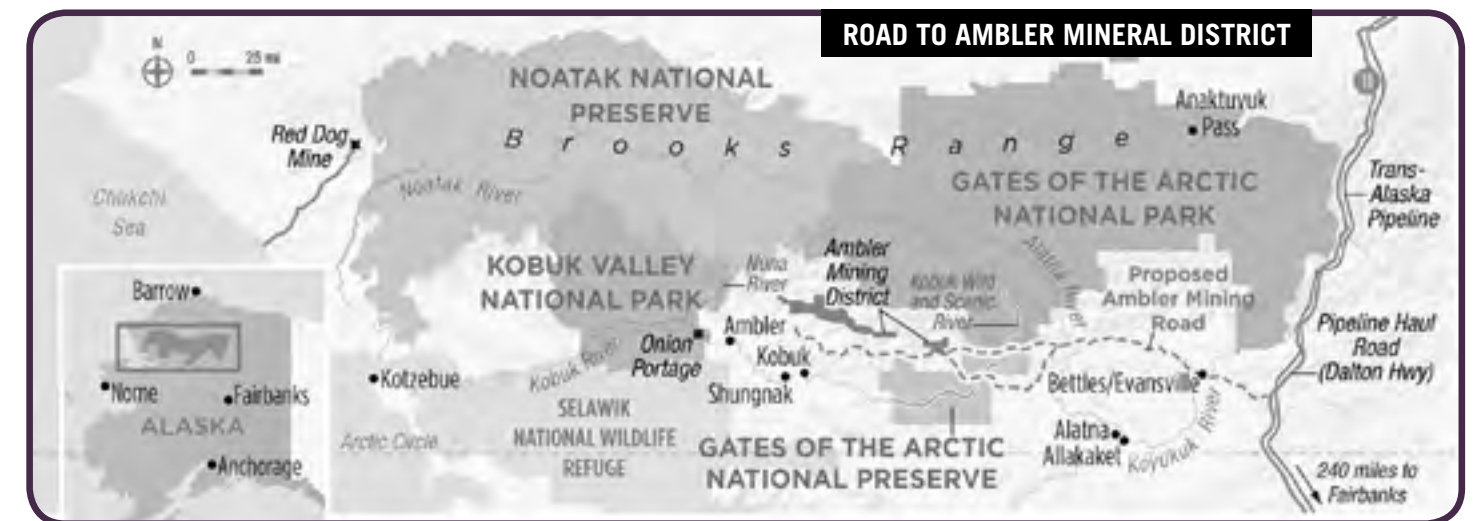 ROAD TO AMBLER MINERAL DISTRICT
N
0 25 mi
NOATAK NATIONAL
PRESERVE
Brooks Range
Anaktuvuk
Pass
Red Dog
Mine
Noatak River
Chukchi
Sea
GATES OF THE ARCTIC
NATIONAL PARK
Trans-
Alaska
Pipeline
KOBUK VALLEY
NATIONAL PARK
River
Ambler
Mining
District
Kobuk Wild
and Scenic
River
Alatna River
Proposed
Ambler Mining
Road
Pipeline Haul
Road
(Dalton Hwy)
Barrow
Nome
Fairbanks
ALASKA
Anchorage
Kotzebue
Kobuk River
Onion
Portage
Ambler
Kobuk
Shungnak
Bettles/Evansville
SELAWIK
NATIONAL WILDLIFE
REFUGE
Arctic Circle
GATES OF THE ARCTIC
NATIONAL PRESERVE
Alatna
Allakaket
Koyukuk River
240 miles to
Fairbanks